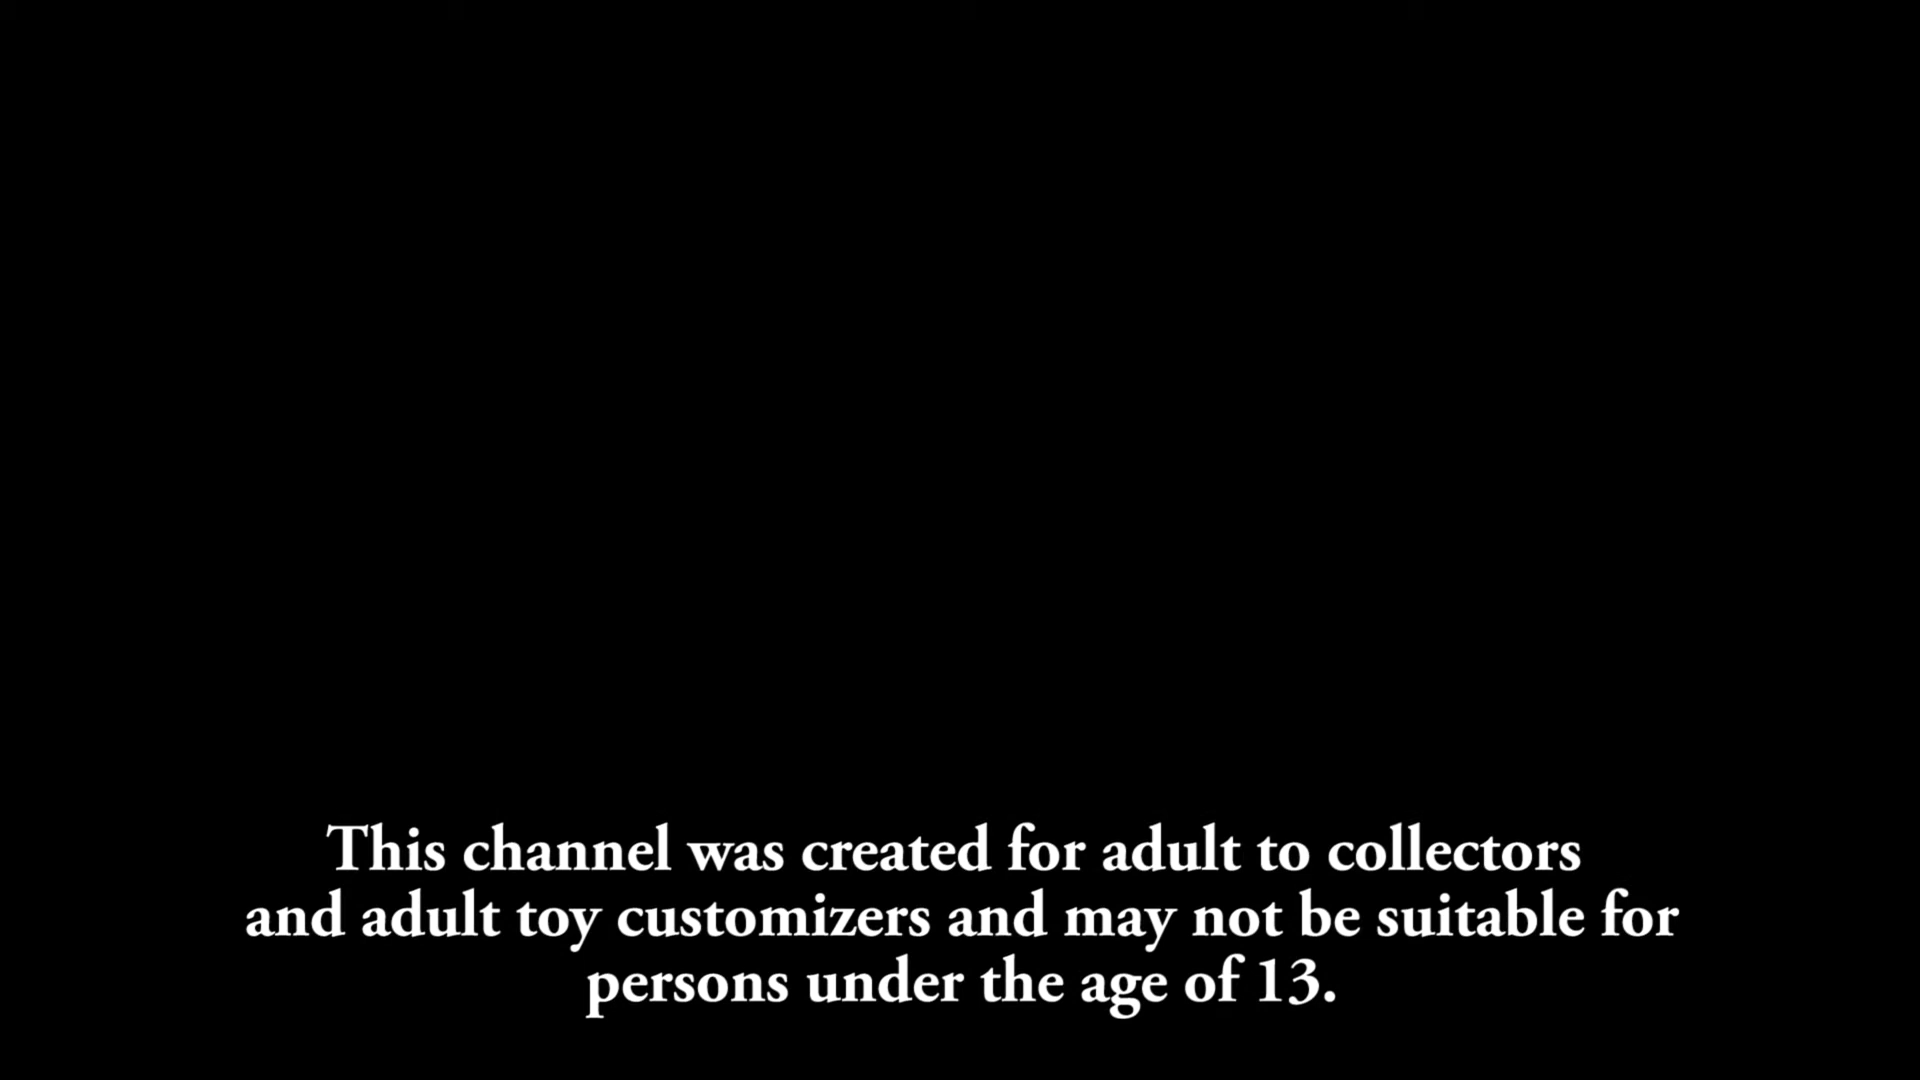 This channel was created for adult to collectors
and adult toy customizers and may not be suitable for
persons under the age of 13.